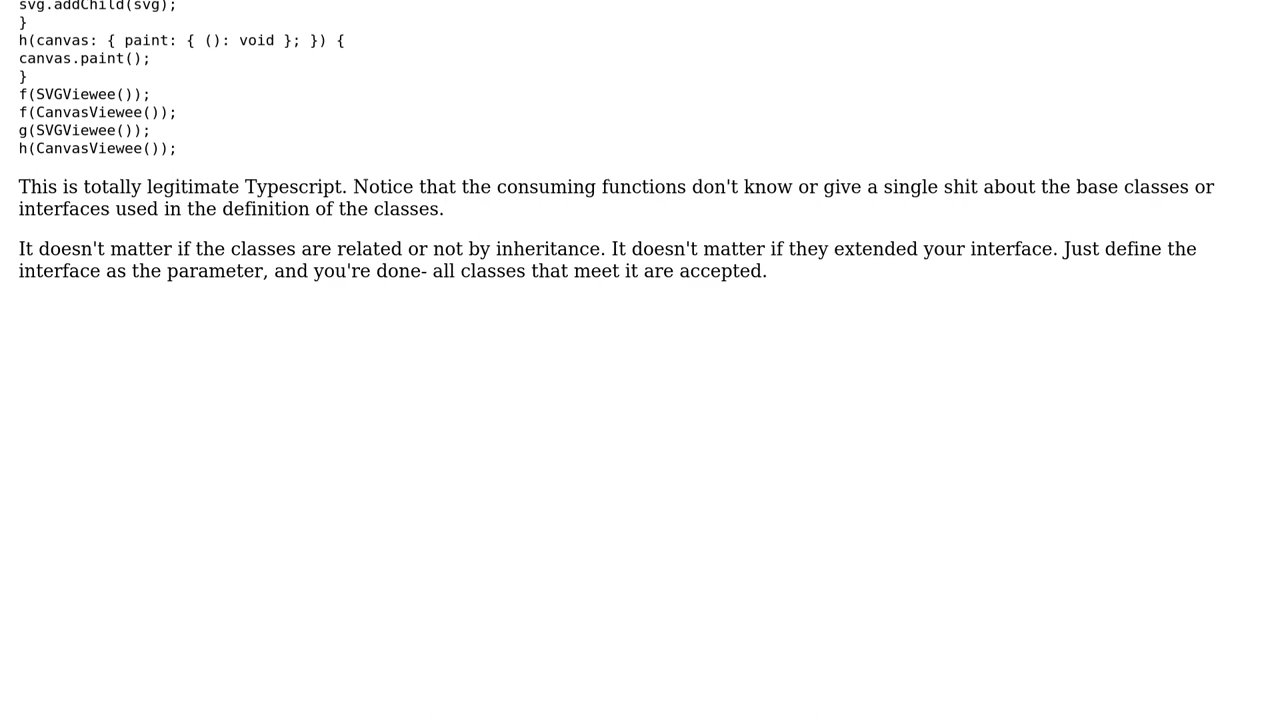 svg.addChild(svg);
}
h(canvas: { paint: { (): void }; }) {
canvas.paint();
}
f(SVGViewee());
f(CanvasViewee());
g(SVGViewee());
h(CanvasViewee());
This is totally legitimate Typescript. Notice that the consuming functions don't know or give a single shit about the base classes or
interfaces used in the definition of the classes.
It doesn't matter if the classes are related or not by inheritance. It doesn't matter if they extended your interface. Just define the
interface as the parameter, and you're done- all classes that meet it are accepted.